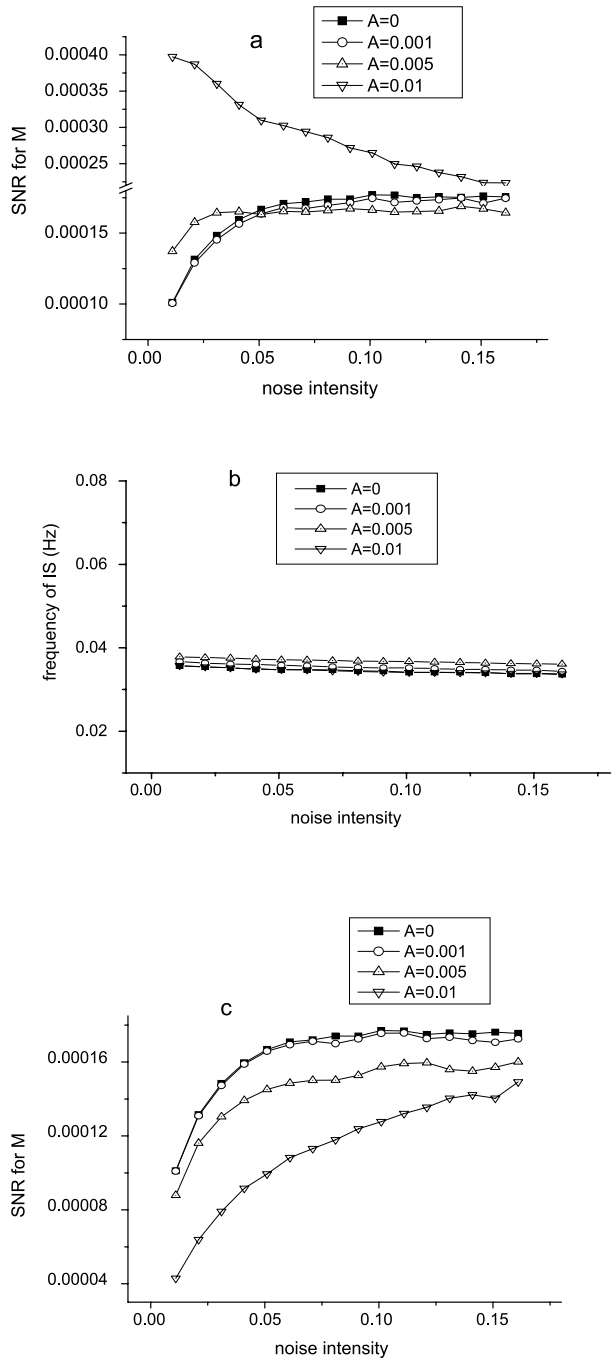 a
A=0
A=0.001
A=0.005
A=0.01
SNR for M
0.00040
0.00035
0.00030
0.00025
0.00015
0.00010
0.00 0.05 0.10 0.15
nose intensity
b
A=0
A=0.001
A=0.005
A=0.01
frequency of IS (Hz)
0.08
0.06
0.04
0.02
0.00 0.05 0.10 0.15
noise intensity
A=0
A=0.001
A=0.005
A=0.01
c
SNR for M
0.00016
0.00012
0.00008
0.00004
0.00 0.05 0.10 0.15
noise intensity